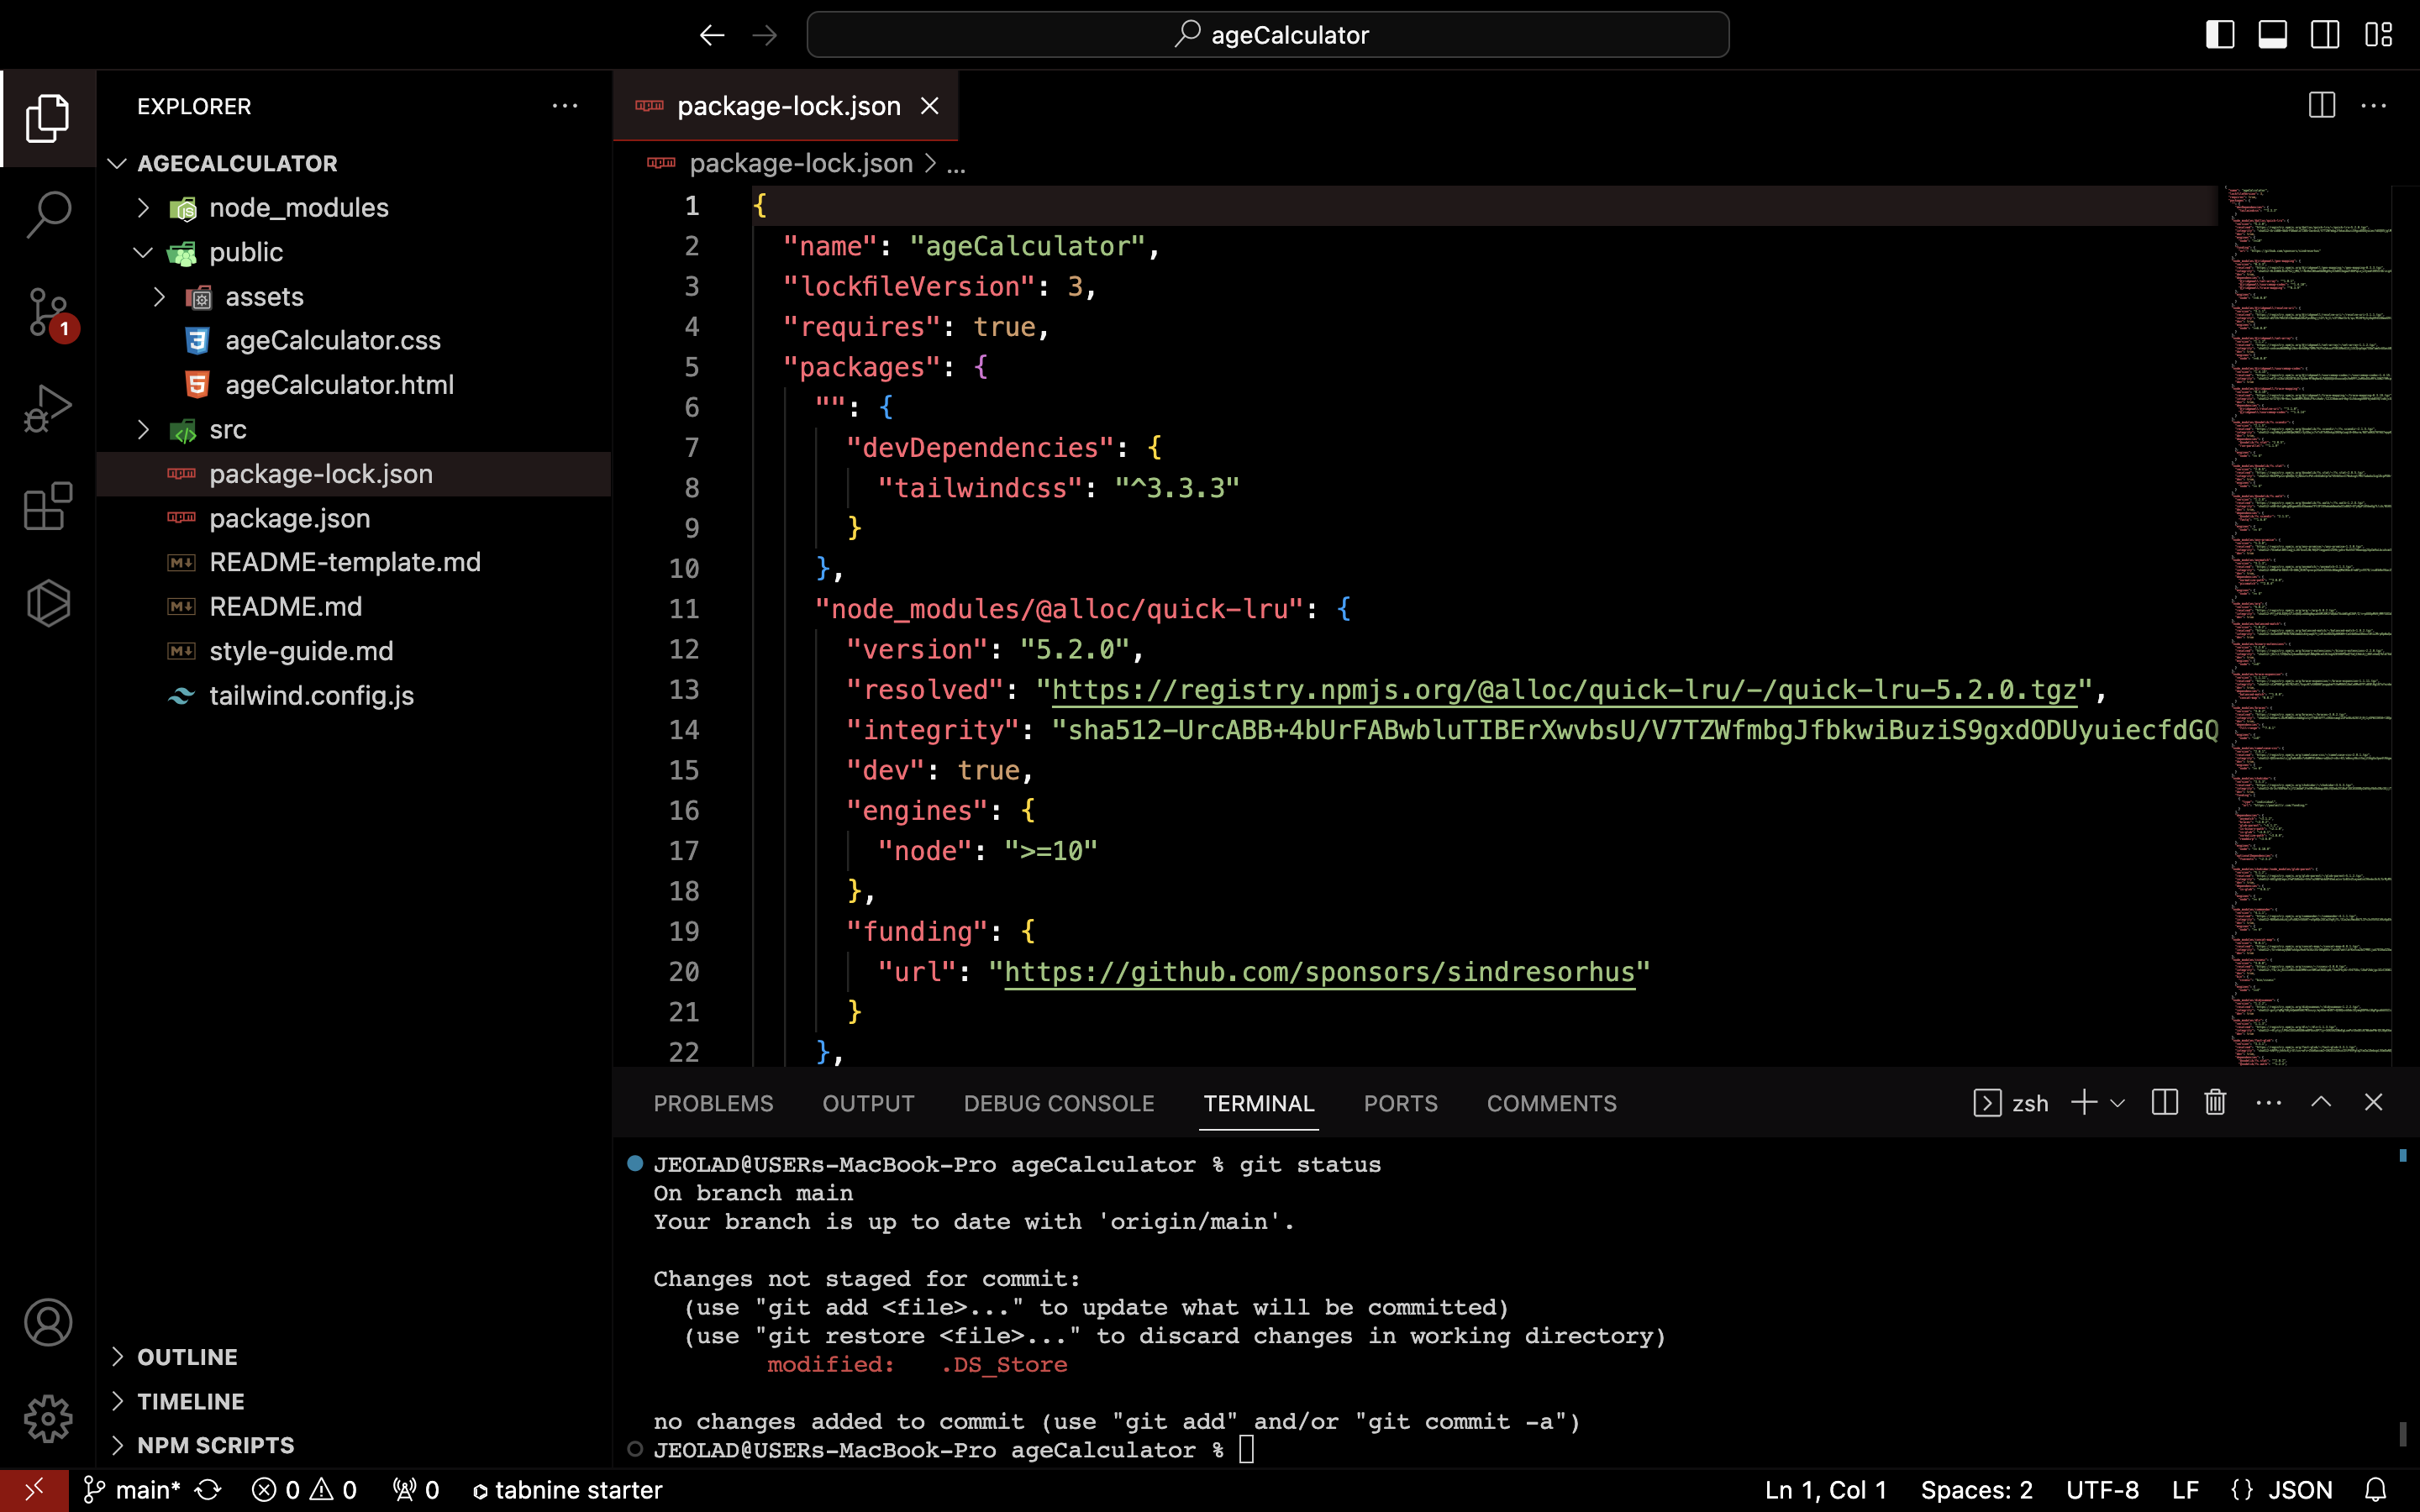 ageCalculator
EXPLORER
AGECALCULATOR
node_modules
public
assets
ageCalculator.css
ageCalculator.html
src
package-lock.json
package.json
README-template.md
README.md
style-guide.md
tailwind.config.js
OUTLINE
TIMELINE
NPM SCRIPTS
1
package-lock.json
package-lock.json > ...
1 {
2 "name": "ageCalculator",
3 "lockfileVersion": 3,
4 "requires": true,
5 "packages": {
6 "": {
7 "devDependencies": {
8 "tailwindcss": "^3.3.3"
9 }
10 },
11 "node_modules/@alloc/quick-lru": {
12 "version": "5.2.0",
13 "resolved": "https://registry.npmjs.org/@alloc/quick-lru/-/quick-lru-5.2.0.tgz",
14 "integrity": "sha512-UrcABB+4bUrFABwbluTIBErXwvbsU/V7TZWfmbgJfbkwiBuziS9gxdODUyuiecfdGQ
15 "dev": true,
16 "engines": {
17 "node": ">=10"
18 },
19 "funding": {
20 "url": "https://github.com/sponsors/sindresorhus"
21 }
22 },
PROBLEMS OUTPUT DEBUG CONSOLE TERMINAL PORTS COMMENTS zsh
JEOLAD@USERs-MacBook-Pro ageCalculator % git status
On branch main
Your branch is up to date with 'origin/main'.
Changes not staged for commit:
(use "git add <file>..." to update what will be committed)
(use "git restore <file>..." to discard changes in working directory)
modified: .DS_Store
no changes added to commit (use "git add" and/or "git commit -a")
JEOLAD@USERs-MacBook-Pro ageCalculator %
main* 0 0 0 tabnine starter Ln 1, Col 1 Spaces: 2 UTF-8 LF {} JSON